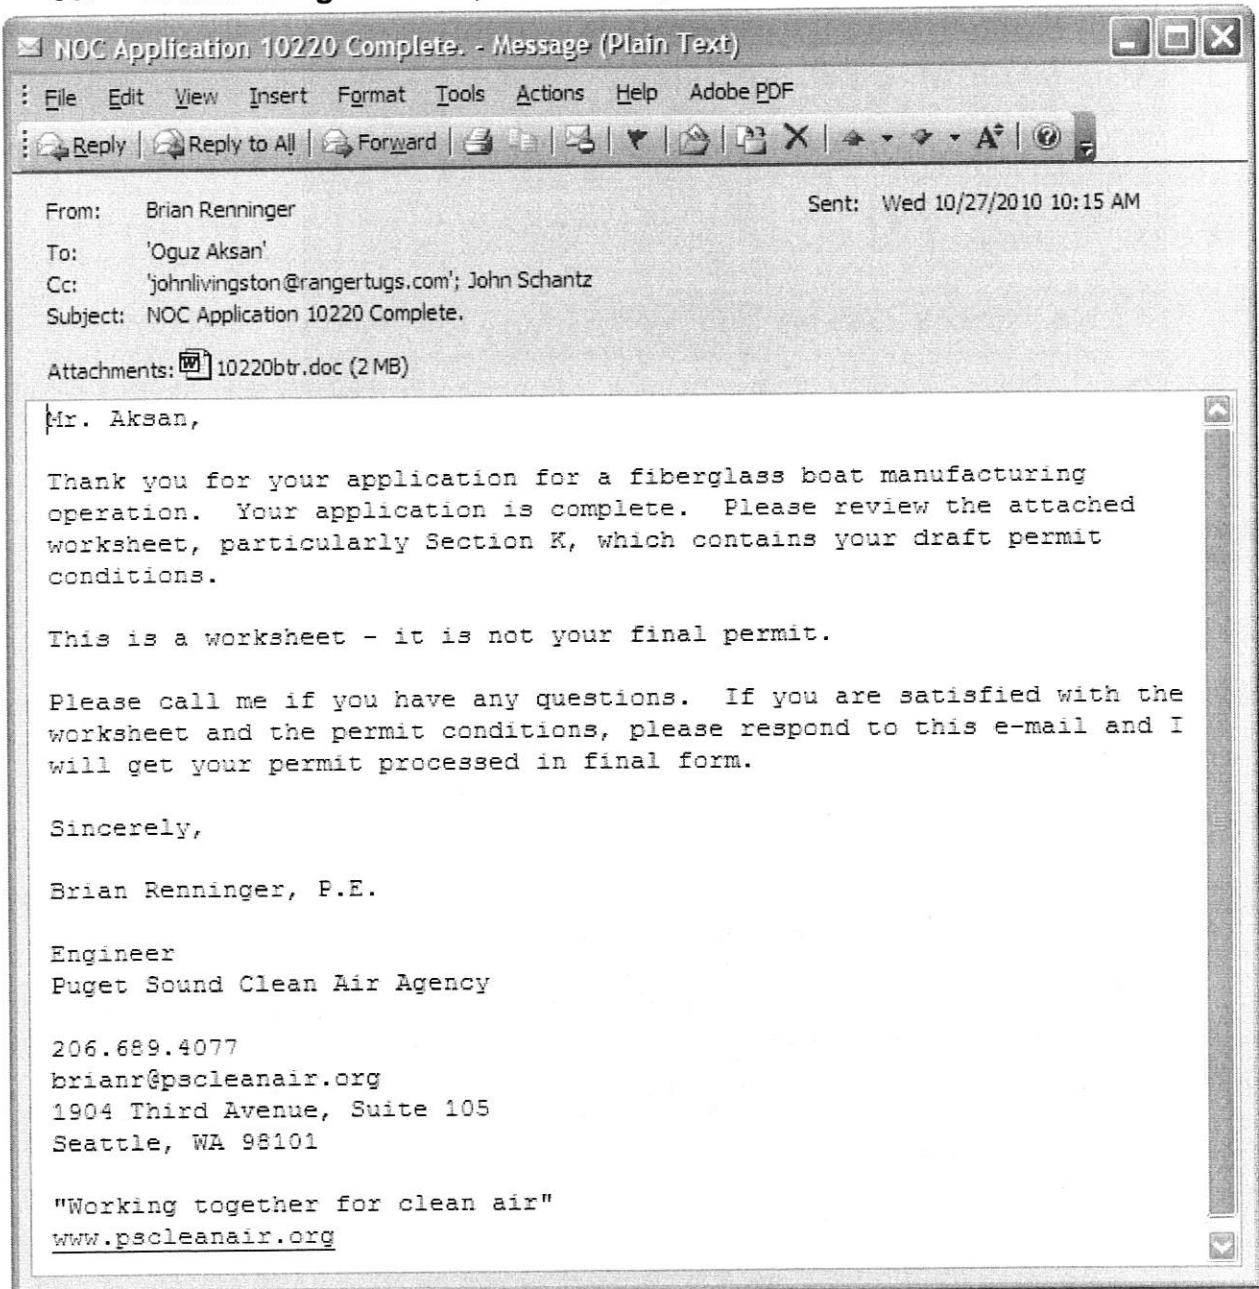 NOC Application 10220 Complete. - Message (Plain Text)
File Edit View Insert Format Tools Actions Help Adobe PDF
Reply Reply to All Forward
From: Brian Renninger Sent: Wed 10/27/2010 10:15 AM
To: 'Oguz Aksan'
Cc: 'johnlivingston@rangertugs.com'; John Schantz
Subject: NOC Application 10220 Complete.
Attachments: 10220btr.doc (2 MB)
Mr. Aksan,
Thank you for your application for a fiberglass boat manufacturing
operation. Your application is complete. Please review the attached
worksheet, particularly Section K, which contains your draft permit
conditions.
This is a worksheet - it is not your final permit.
Please call me if you have any questions. If you are satisfied with the
worksheet and the permit conditions, please respond to this e-mail and I
will get your permit processed in final form.
Sincerely,
Brian Renninger, P.E.
Engineer
Puget Sound Clean Air Agency
206.689.4077
brianr@pscleanair.org
1904 Third Avenue, Suite 105
Seattle, WA 98101
"Working together for clean air"
www.pscleanair.org